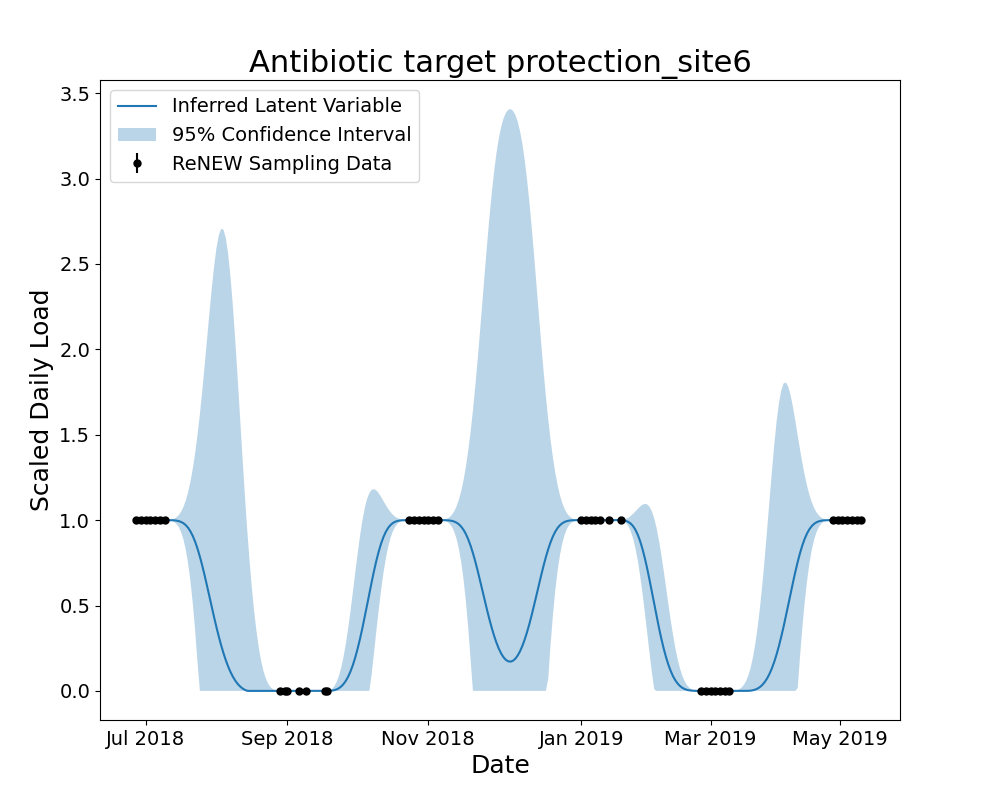 Antibiotic target protection_site6
Inferred Latent Variable
95% Confidence Interval
ReNEW Sampling Data
Scaled Daily Load
3.5
3.0
2.5
2.0
1.5
1.0
0.5
0.0
Jul 2018
Sep 2018
Nov 2018
Jan 2019
Mar 2019
May 2019
Date